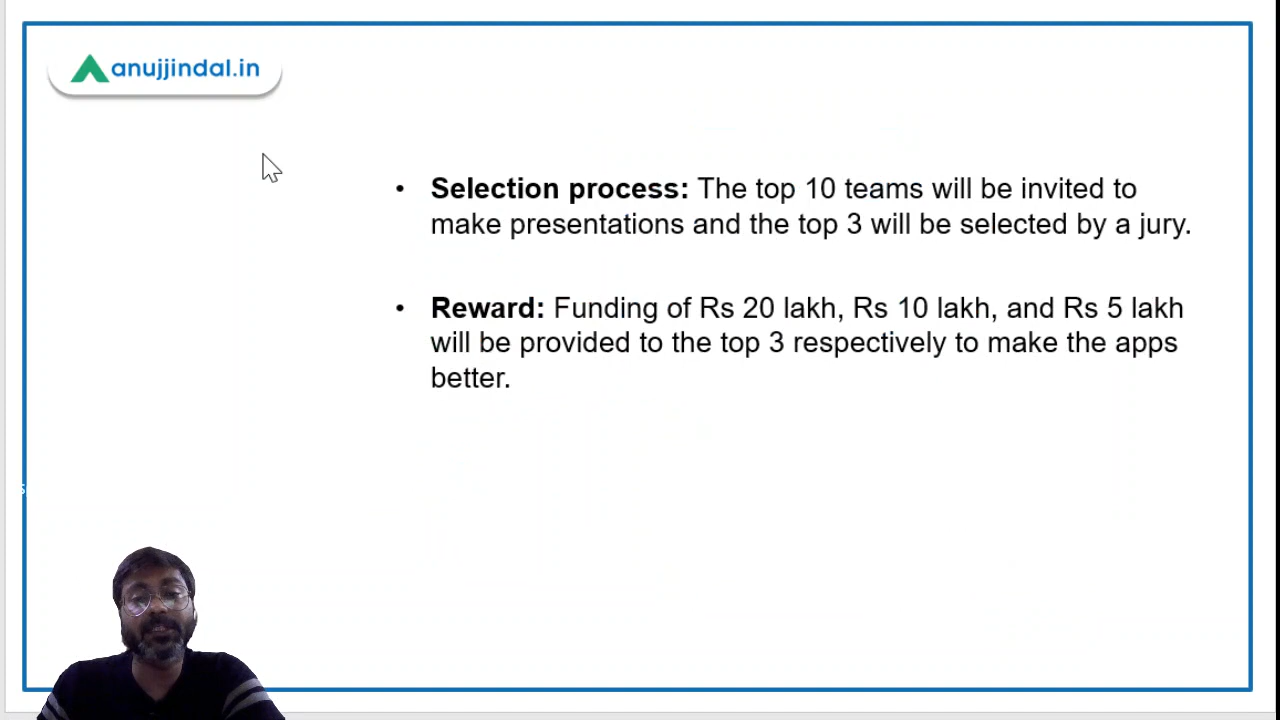 anujjindal.in
• Selection process: The top 10 teams will be invited to
make presentations and the top 3 will be selected by a jury.
• Reward: Funding of Rs 20 lakh, Rs 10 lakh, and Rs 5 lakh
will be provided to the top 3 respectively to make the apps
better.